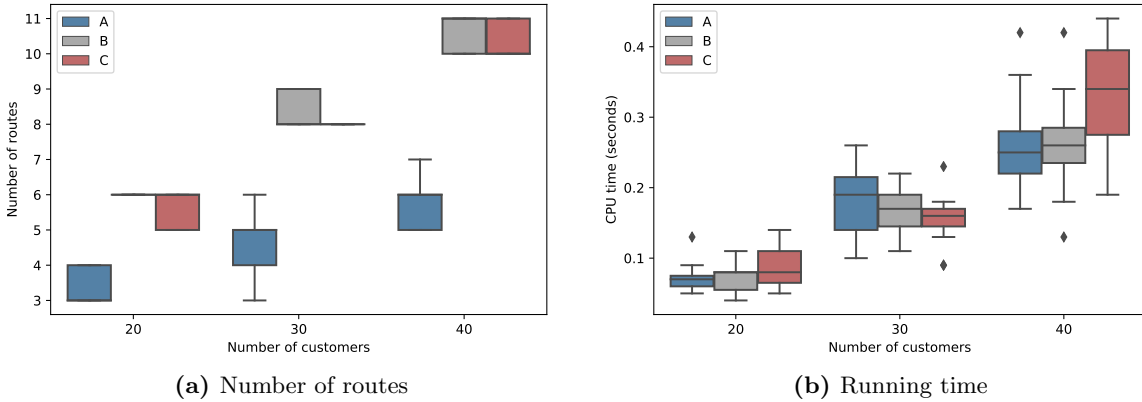 11
10
9
8
7
6
5
4
3
Number of routes
A
B
C
20
30
40
Number of customers
(a) Number of routes
0.4
0.3
0.2
0.1
CPU time (seconds)
A
B
C
20
30
40
Number of customers
(b) Running time